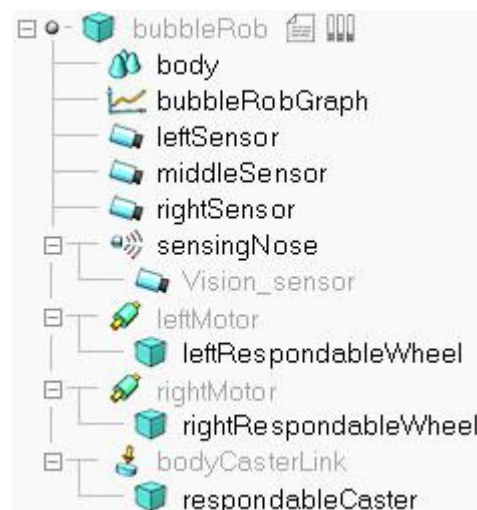 bubbleRob
body
bubbleRobGraph
leftSensor
middleSensor
rightSensor
sensingNose
Vision_sensor
leftMotor
leftRespondableWheel
rightMotor
rightRespondableWheel
bodyCasterLink
respondableCaster